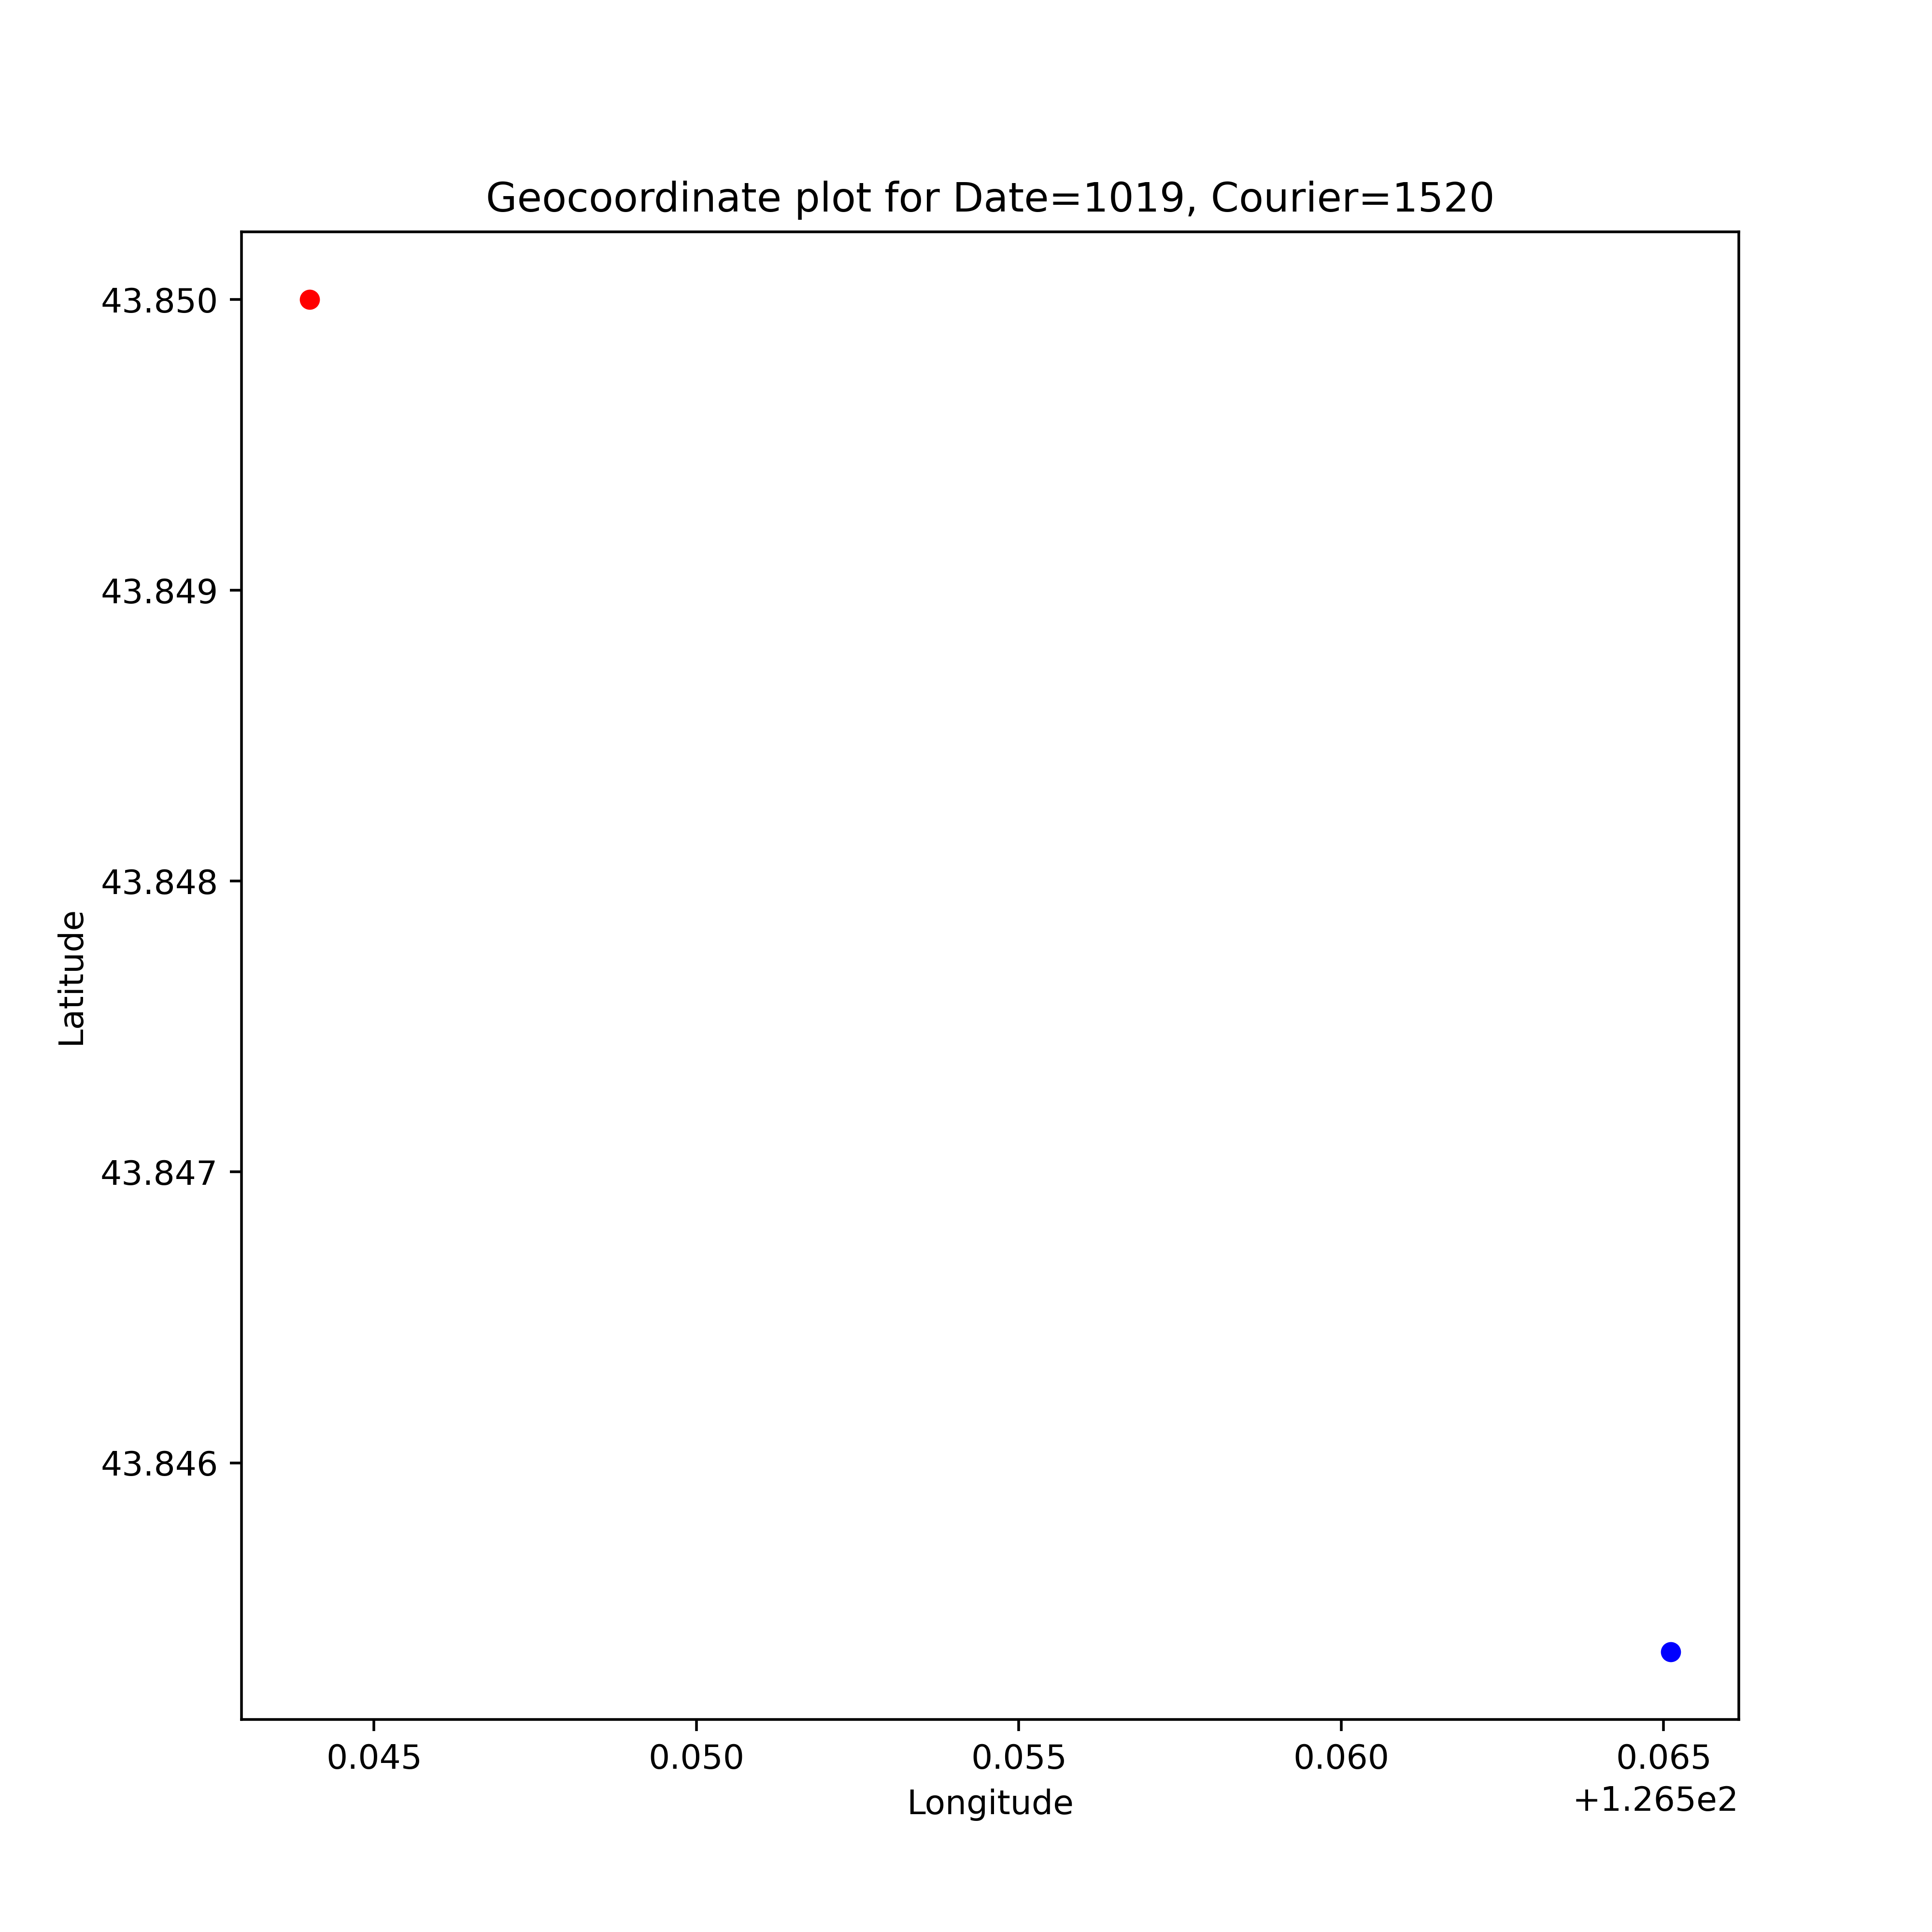 Geocoordinate plot for Date=1019, Courier=1520
43.850
43.849
43.848
43.847
43.846
Latitude
0.045 0.050 0.055 0.060 0.065
+1.265e2
Longitude